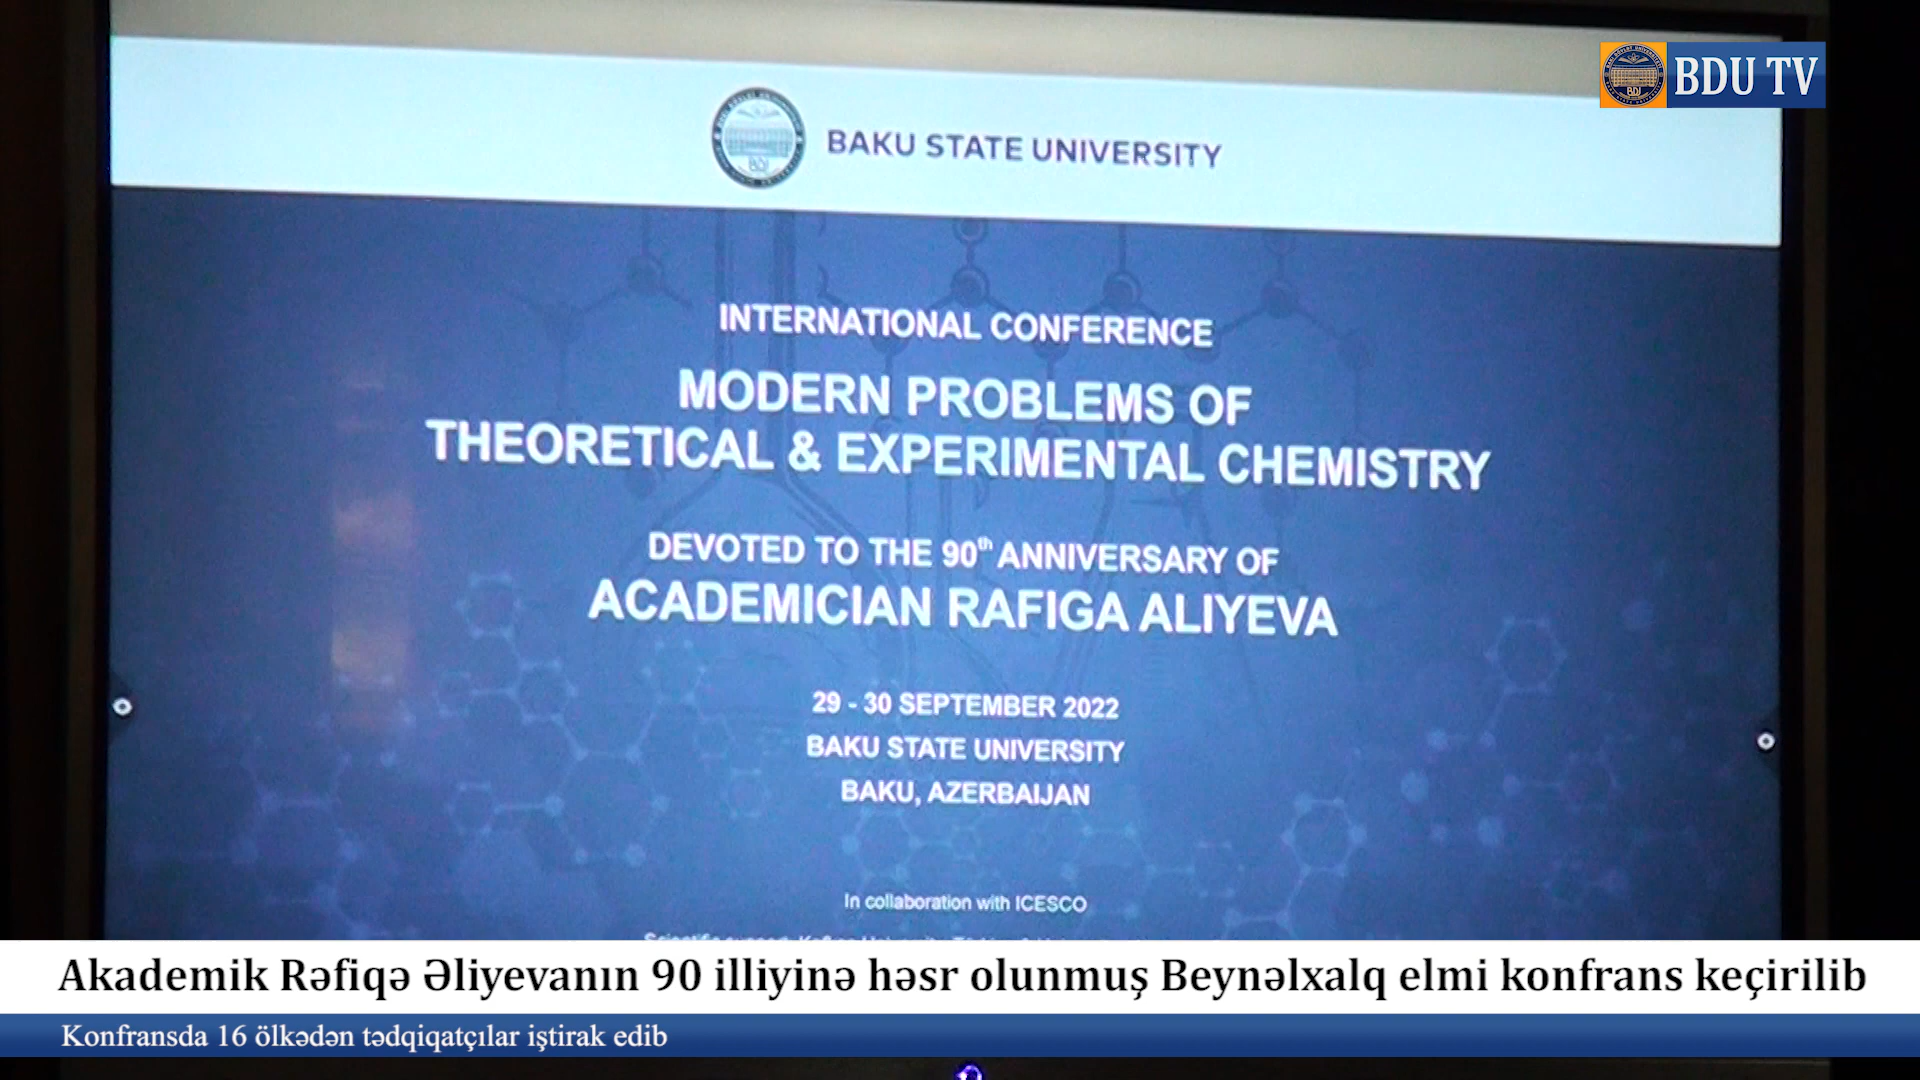 BDU TV
BAKU STATE UNIVERSITY
INTERNATIONAL CONFERENCE
MODERN PROBLEMS OF
THEORETICAL & EXPERIMENTAL CHEMISTRY
DEVOTED TO THE 90th ANNIVERSARY OF
ACADEMICIAN RAFIGA ALIYEVA
29 - 30 SEPTEMBER 2022
BAKU STATE UNIVERSITY
BAKU, AZERBAIJAN
In collaboration with ICESCO
Akademik Rəfiqə Əliyevanın 90 illiyinə həsr olunmuş Beynəlxalq elmi konfrans keçirilib
Konfransda 16 ölkədən tədqiqatçılar iştirak edib